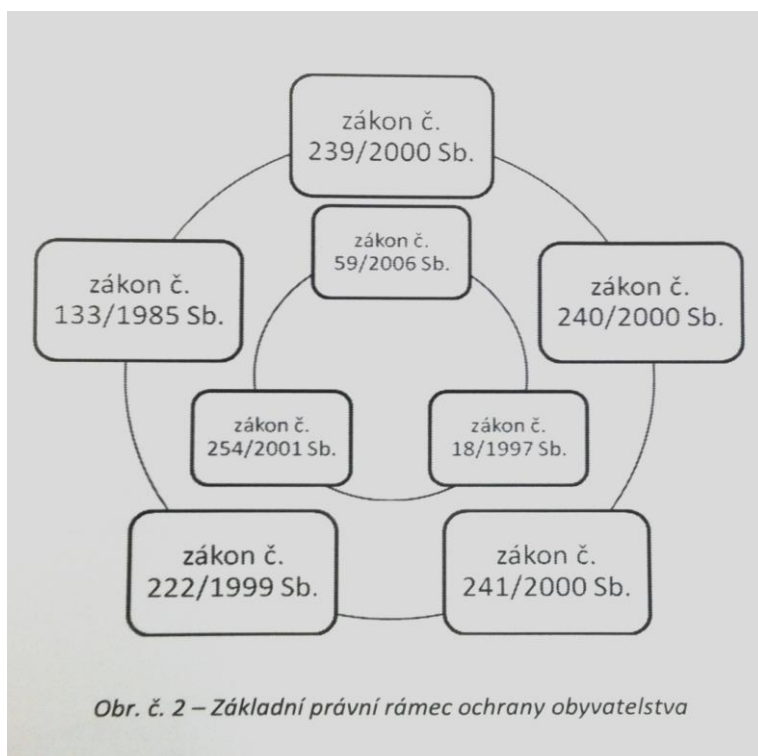 zákon č.
239/2000 Sb.
zákon č.
59/2006 Sb.
zákon č.
133/1985 Sb.
zákon č.
240/2000 Sb.
zákon č.
254/2001 Sb.
zákon č.
18/1997 Sb.
zákon č.
222/1999 Sb.
zákon č.
241/2000 Sb.
Obr. č. 2 – Základní právní rámec ochrany obyvatelstva